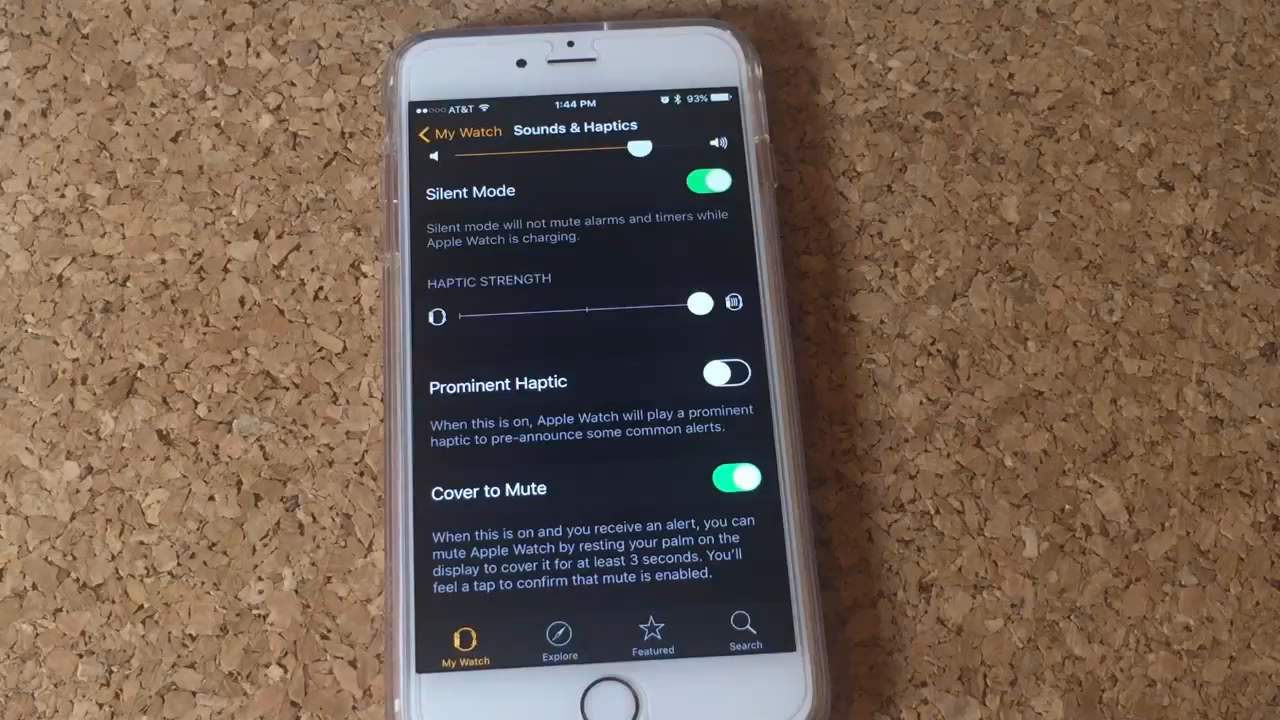 AT&T 1:44 PM 93%
My Watch Sounds & Haptics
Silent Mode
Silent mode will not mute alarms and timers while
Apple Watch is charging.
HAPTIC STRENGTH
Prominent Haptic
When this is on, Apple Watch will play a prominent
haptic to pre-announce some common alerts.
Cover to Mute
When this is on and you receive an alert, you can
mute Apple Watch by resting your palm on the
display to cover it for at least 3 seconds. You'll
feel a tap to confirm that mute is enabled.
My Watch Explore Featured Search